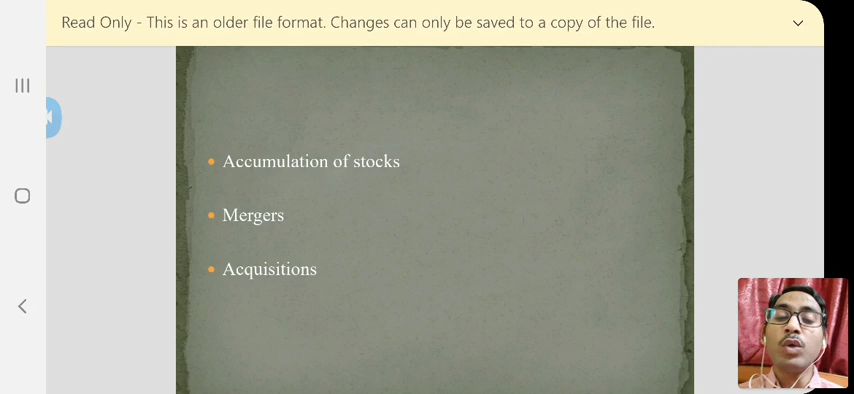 Read Only - This is an older file format. Changes can only be saved to a copy of the file.
Accumulation of stocks
Mergers
Acquisitions